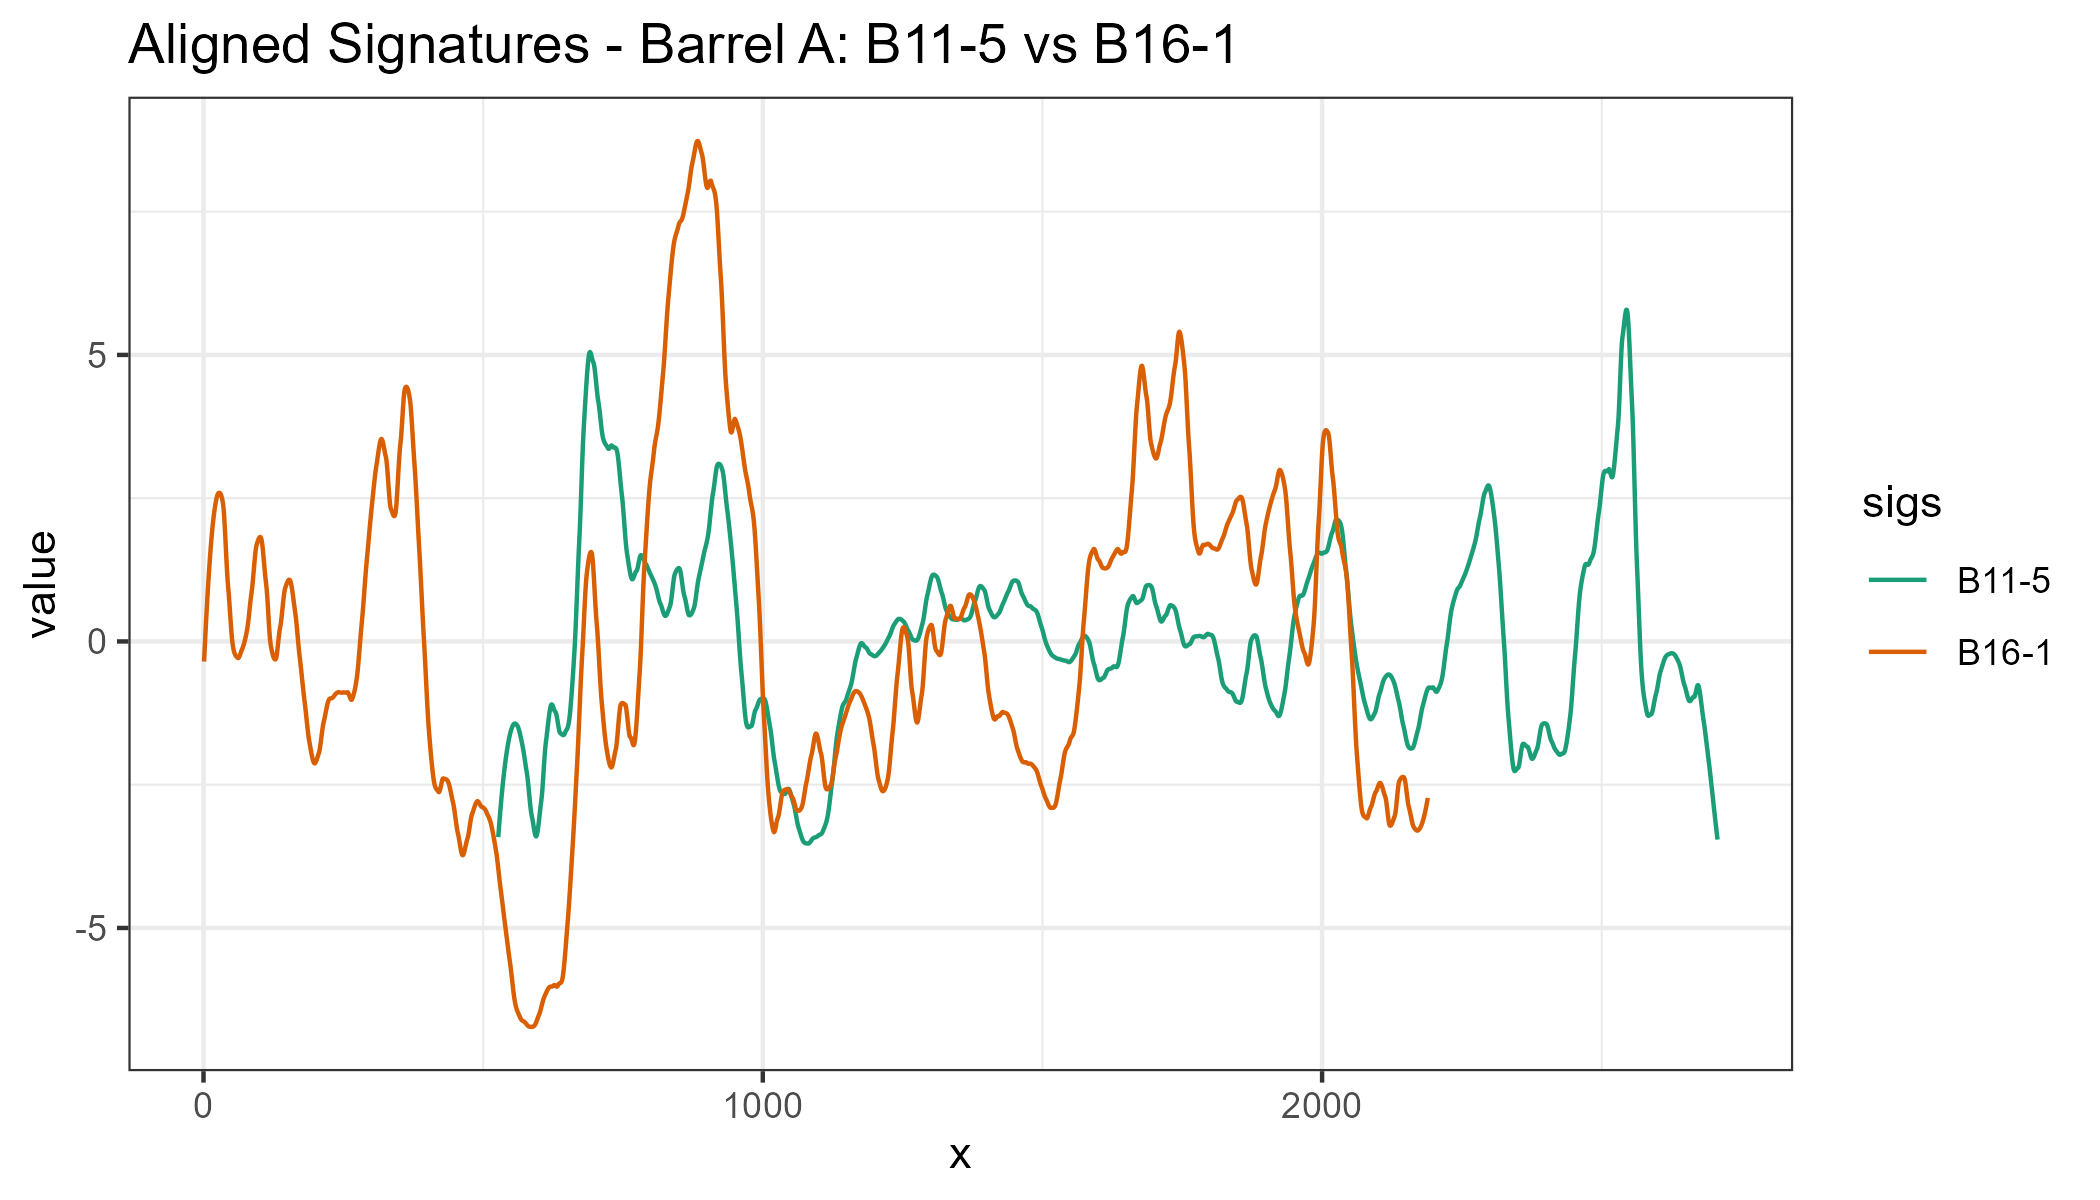 Aligned Signatures - Barrel A: B11-5 vs B16-1
value
5
0
-5
0 1000 2000
x
sigs
B11-5
B16-1